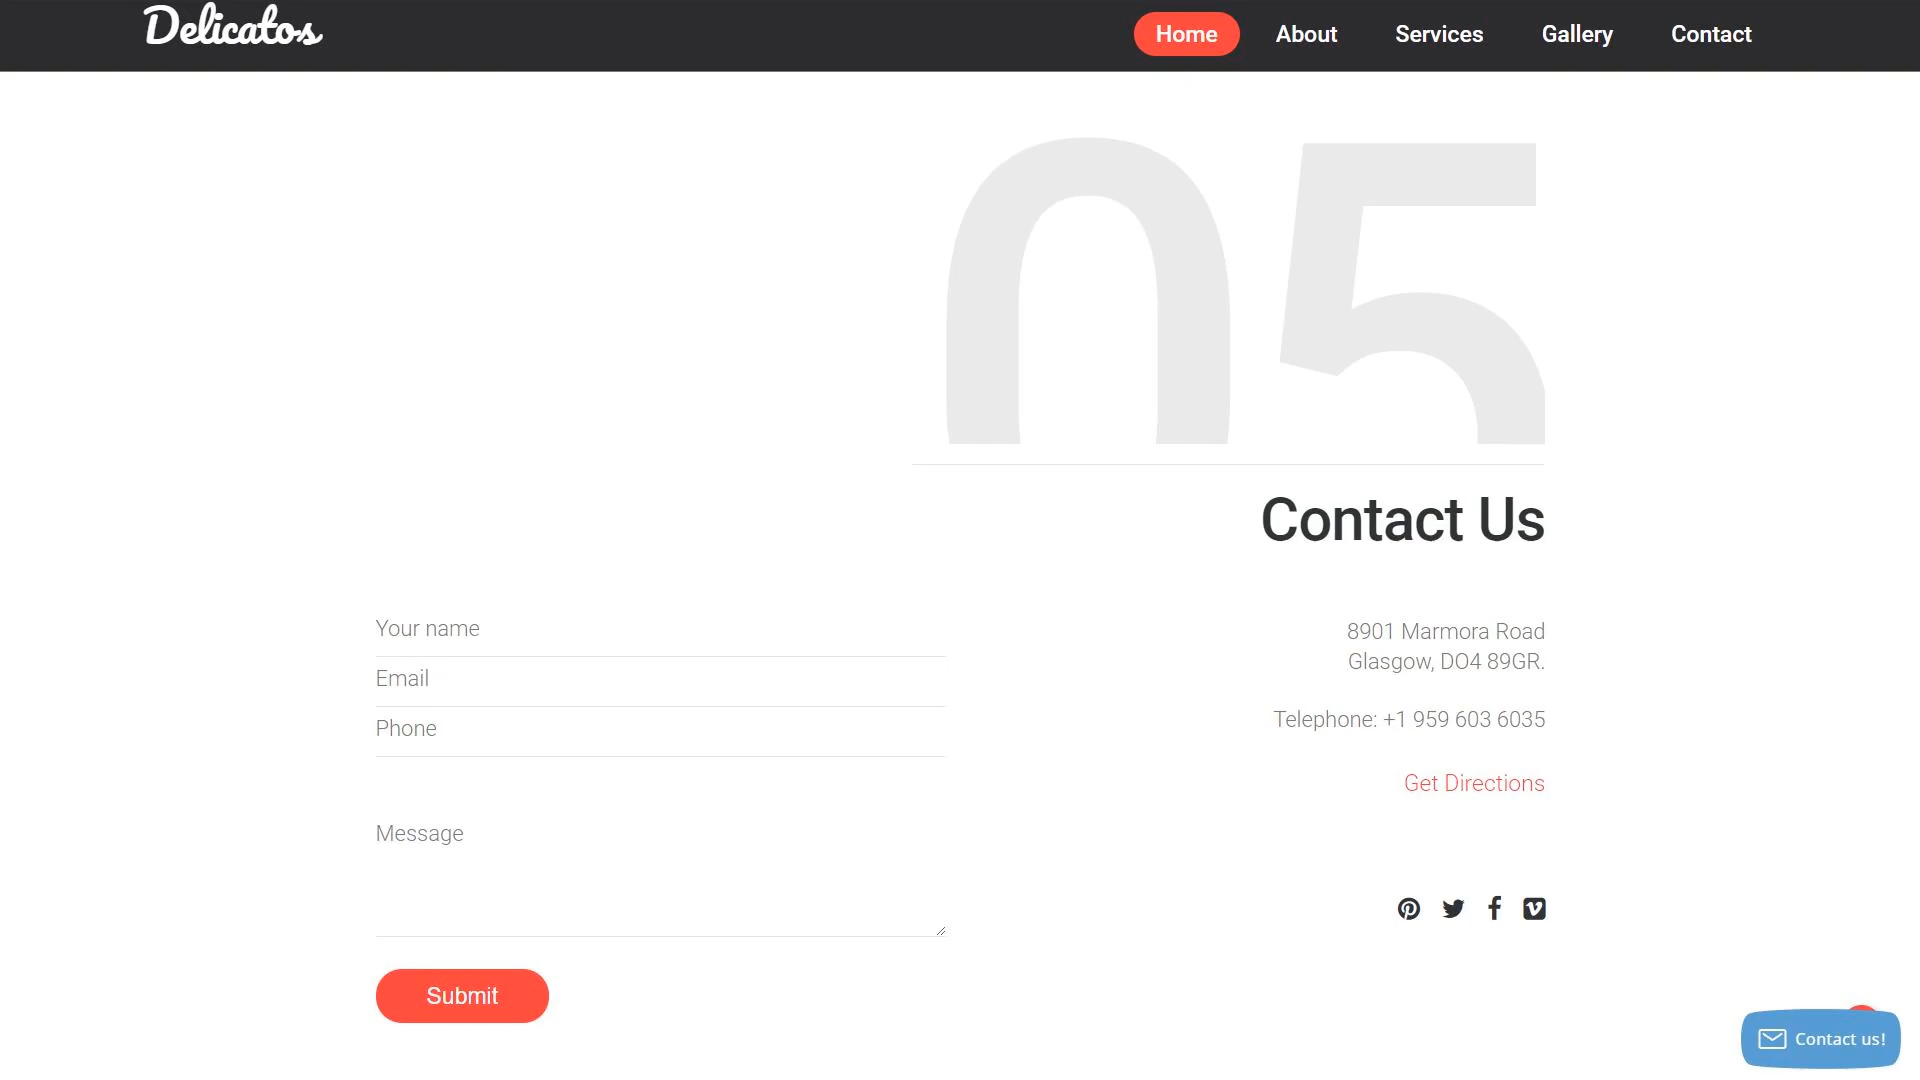 Delicatos
Home About Services Gallery Contact
05
Contact Us
Your name
Email
Phone
Message
Submit
8901 Marmora Road
Glasgow, DO4 89GR.
Telephone: +1 959 603 6035
Get Directions
Contact us!